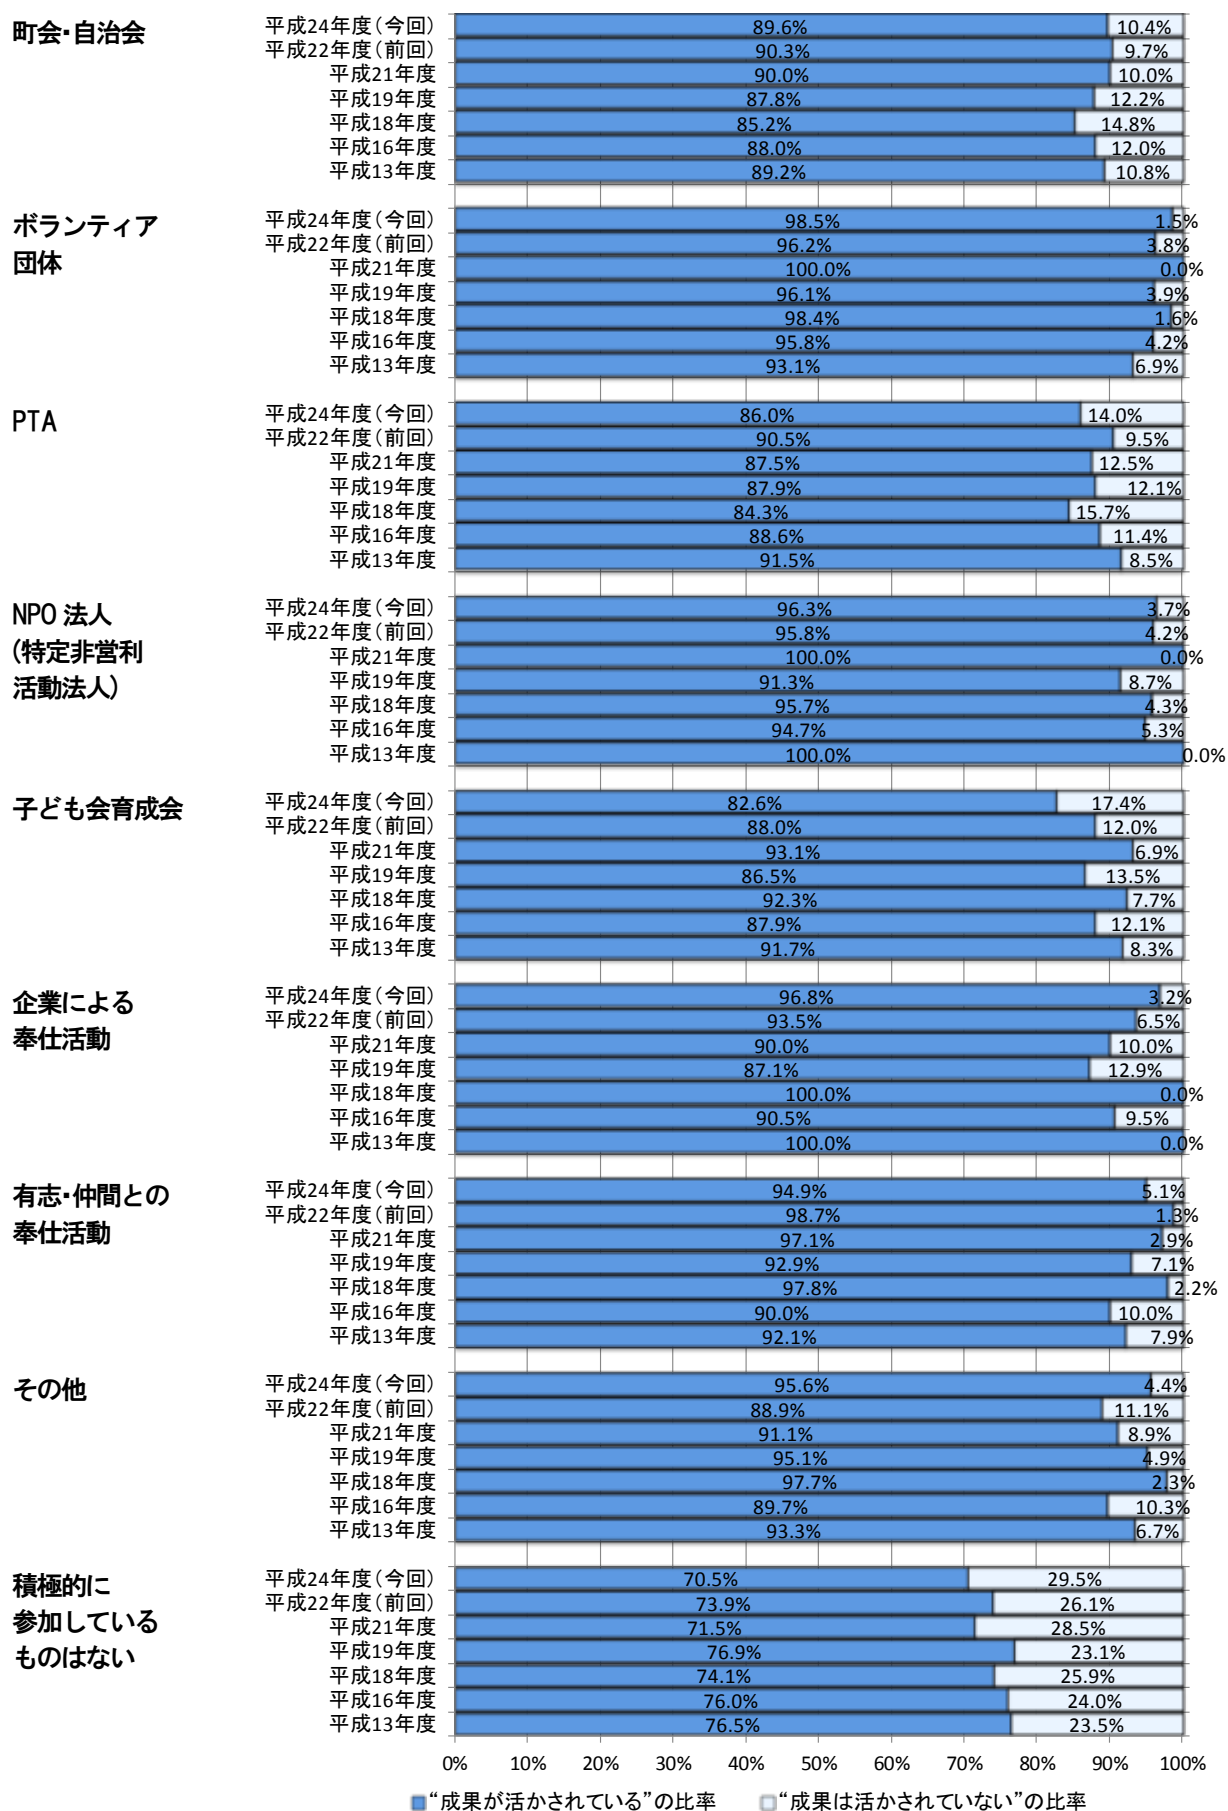 町会・自治会
平成24年度(今回) 89.6% 10.4%
平成22年度(前回) 90.3% 9.7%
平成21年度 90.0% 10.0%
平成19年度 87.8% 12.2%
平成18年度 85.2% 14.8%
平成16年度 88.0% 12.0%
平成13年度 89.2% 10.8%
ボランティア
団体
平成24年度(今回) 98.5% 1.5%
平成22年度(前回) 96.2% 3.8%
平成21年度 100.0% 0.0%
平成19年度 96.1% 3.9%
平成18年度 98.4% 1.6%
平成16年度 95.8% 4.2%
平成13年度 93.1% 6.9%
PTA
平成24年度(今回) 86.0% 14.0%
平成22年度(前回) 90.5% 9.5%
平成21年度 87.5% 12.5%
平成19年度 87.9% 12.1%
平成18年度 84.3% 15.7%
平成16年度 88.6% 11.4%
平成13年度 91.5% 8.5%
NPO 法人
(特定非営利
活動法人)
平成24年度(今回) 96.3% 3.7%
平成22年度(前回) 95.8% 4.2%
平成21年度 100.0% 0.0%
平成19年度 91.3% 8.7%
平成18年度 95.7% 4.3%
平成16年度 94.7% 5.3%
平成13年度 100.0% 0.0%
子ども会育成会
平成24年度(今回) 82.6% 17.4%
平成22年度(前回) 88.0% 12.0%
平成21年度 93.1% 6.9%
平成19年度 86.5% 13.5%
平成18年度 92.3% 7.7%
平成16年度 87.9% 12.1%
平成13年度 91.7% 8.3%
企業による
奉仕活動
平成24年度(今回) 96.8% 3.2%
平成22年度(前回) 93.5% 6.5%
平成21年度 90.0% 10.0%
平成19年度 87.1% 12.9%
平成18年度 100.0% 0.0%
平成16年度 90.5% 9.5%
平成13年度 100.0% 0.0%
有志・仲間との
奉仕活動
平成24年度(今回) 94.9% 5.1%
平成22年度(前回) 98.7% 1.3%
平成21年度 97.1% 2.9%
平成19年度 92.9% 7.1%
平成18年度 97.8% 2.2%
平成16年度 90.0% 10.0%
平成13年度 92.1% 7.9%
その他
平成24年度(今回) 95.6% 4.4%
平成22年度(前回) 88.9% 11.1%
平成21年度 91.1% 8.9%
平成19年度 95.1% 4.9%
平成18年度 97.7% 2.3%
平成16年度 89.7% 10.3%
平成13年度 93.3% 6.7%
積極的に
参加している
ものはない
平成24年度(今回) 70.5% 29.5%
平成22年度(前回) 73.9% 26.1%
平成21年度 71.5% 28.5%
平成19年度 76.9% 23.1%
平成18年度 74.1% 25.9%
平成16年度 76.0% 24.0%
平成13年度 76.5% 23.5%
0% 10% 20% 30% 40% 50% 60% 70% 80% 90% 100%
“成果が活かされている”の比率 “成果は活かされていない”の比率